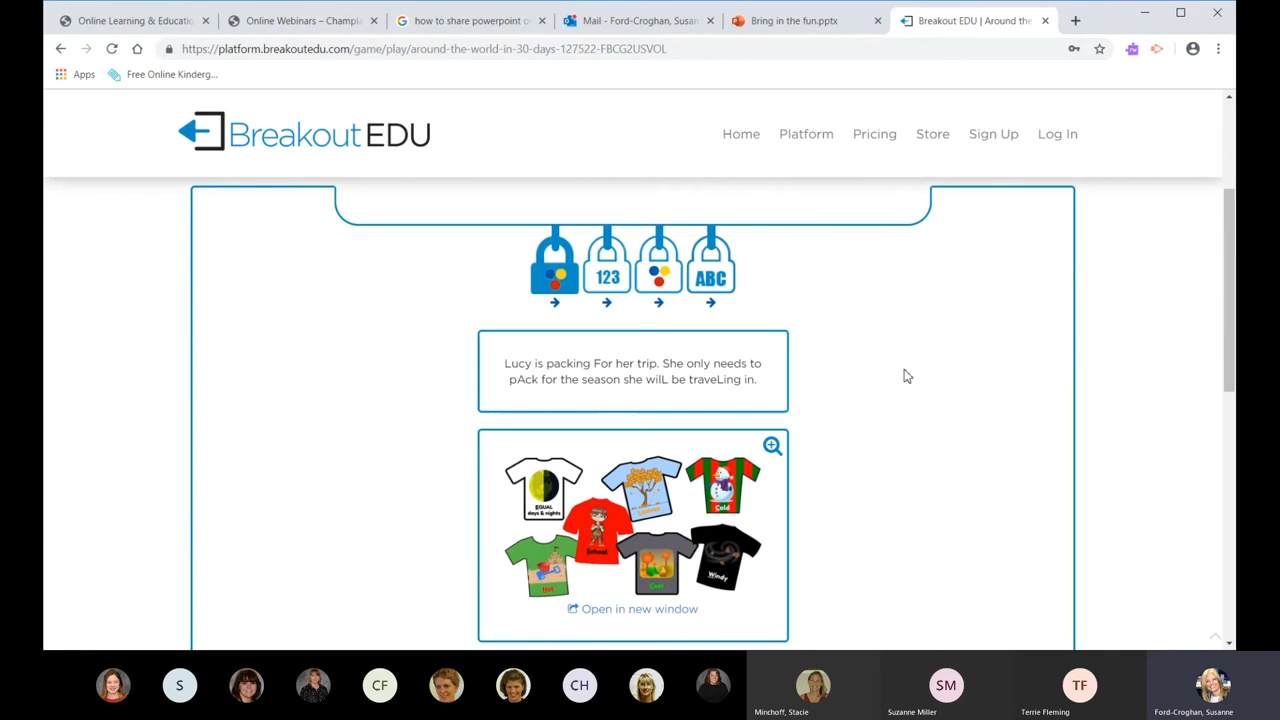 Online Learning & Educatio
Online Webinars – Champla
how to share powerpoint o
Mail - Ford-Croghan, Susan
Bring in the fun.pptx
Breakout EDU | Around the
https://platform.breakoutedu.com/game/play/around-the-world-in-30-days-127522-FBCG2USVOL
Apps
Free Online Kinderg...
Breakout EDU
Home
Platform
Pricing
Store
Sign Up
Log In
123
ABC
Lucy is packing For her trip. She only needs to
pAck for the season she wilL be traveLing in.
EQUAL
days & nights
Leaves
Cold
School
Hot
Cool
Windy
Open in new window
S
CF
CH
SM
TF
Minchoff, Stacie
Suzanne Miller
Terrie Fleming
Ford-Croghan, Susanne